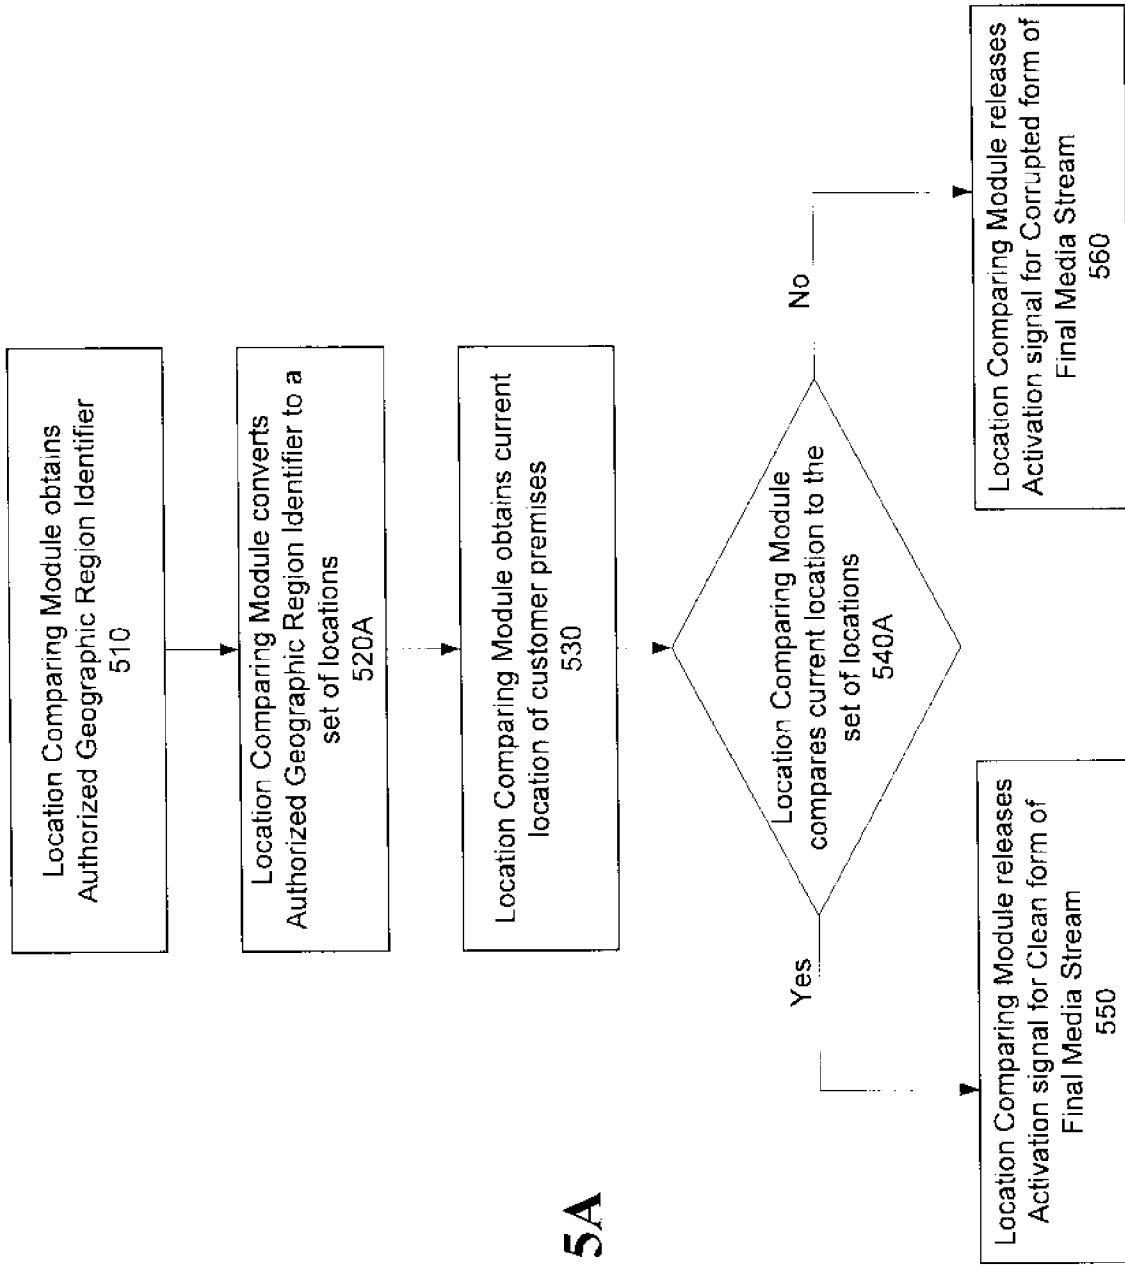 Location Comparing Module obtains
Authorized Geographic Region Identifier
510
Location Comparing Module converts
Authorized Geographic Region Identifier to a
set of locations
520A
Location Comparing Module obtains current
location of customer premises
530
Location Comparing Module
compares current location to the
set of locations
540A
Yes
No
Location Comparing Module releases
Activation signal for Clean form of
Final Media Stream
550
Location Comparing Module releases
Activation signal for Corrupted form of
Final Media Stream
560
5A